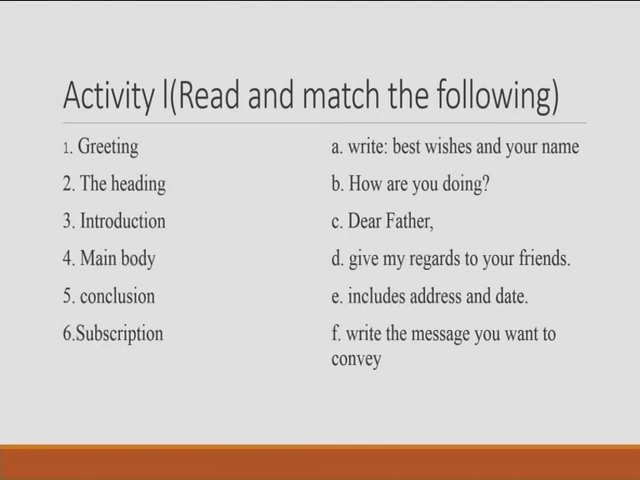 Activity l(Read and match the following)
1. Greeting
2. The heading
3. Introduction
4. Main body
5. conclusion
6.Subscription
a. write: best wishes and your name
b. How are you doing?
c. Dear Father,
d. give my regards to your friends.
e. includes address and date.
f. write the message you want to
convey